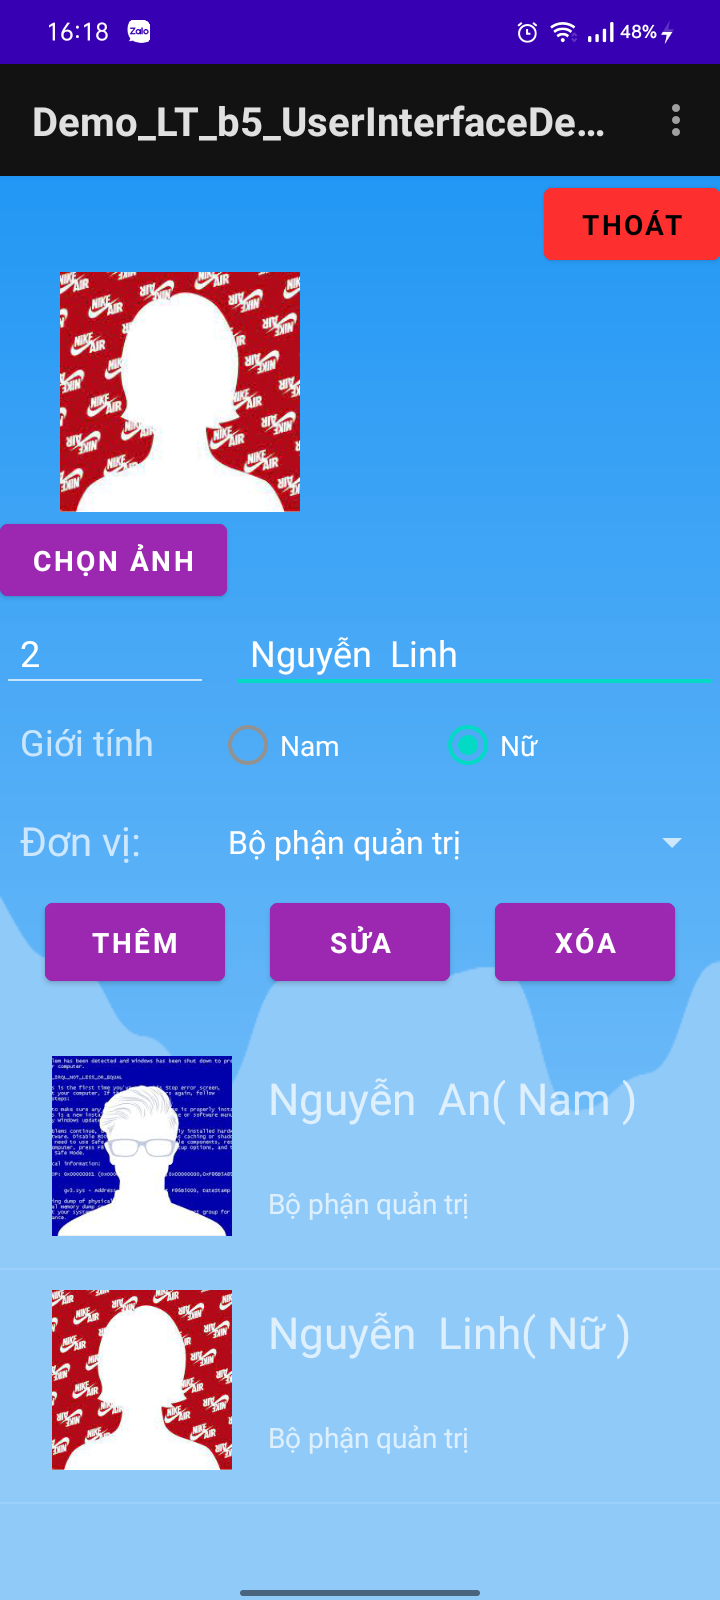 16:18 Zalo 48%
Demo_LT_b5_UserInterfaceDe...
THOÁT
NIKE AIR
CHỌN ẢNH
2 Nguyễn  Linh
Giới tính Nam Nữ
Đơn vị: Bộ phận quản trị
THÊM SỬA XÓA
Nguyễn  An( Nam )
Bộ phận quản trị
Nguyễn  Linh( Nữ )
Bộ phận quản trị